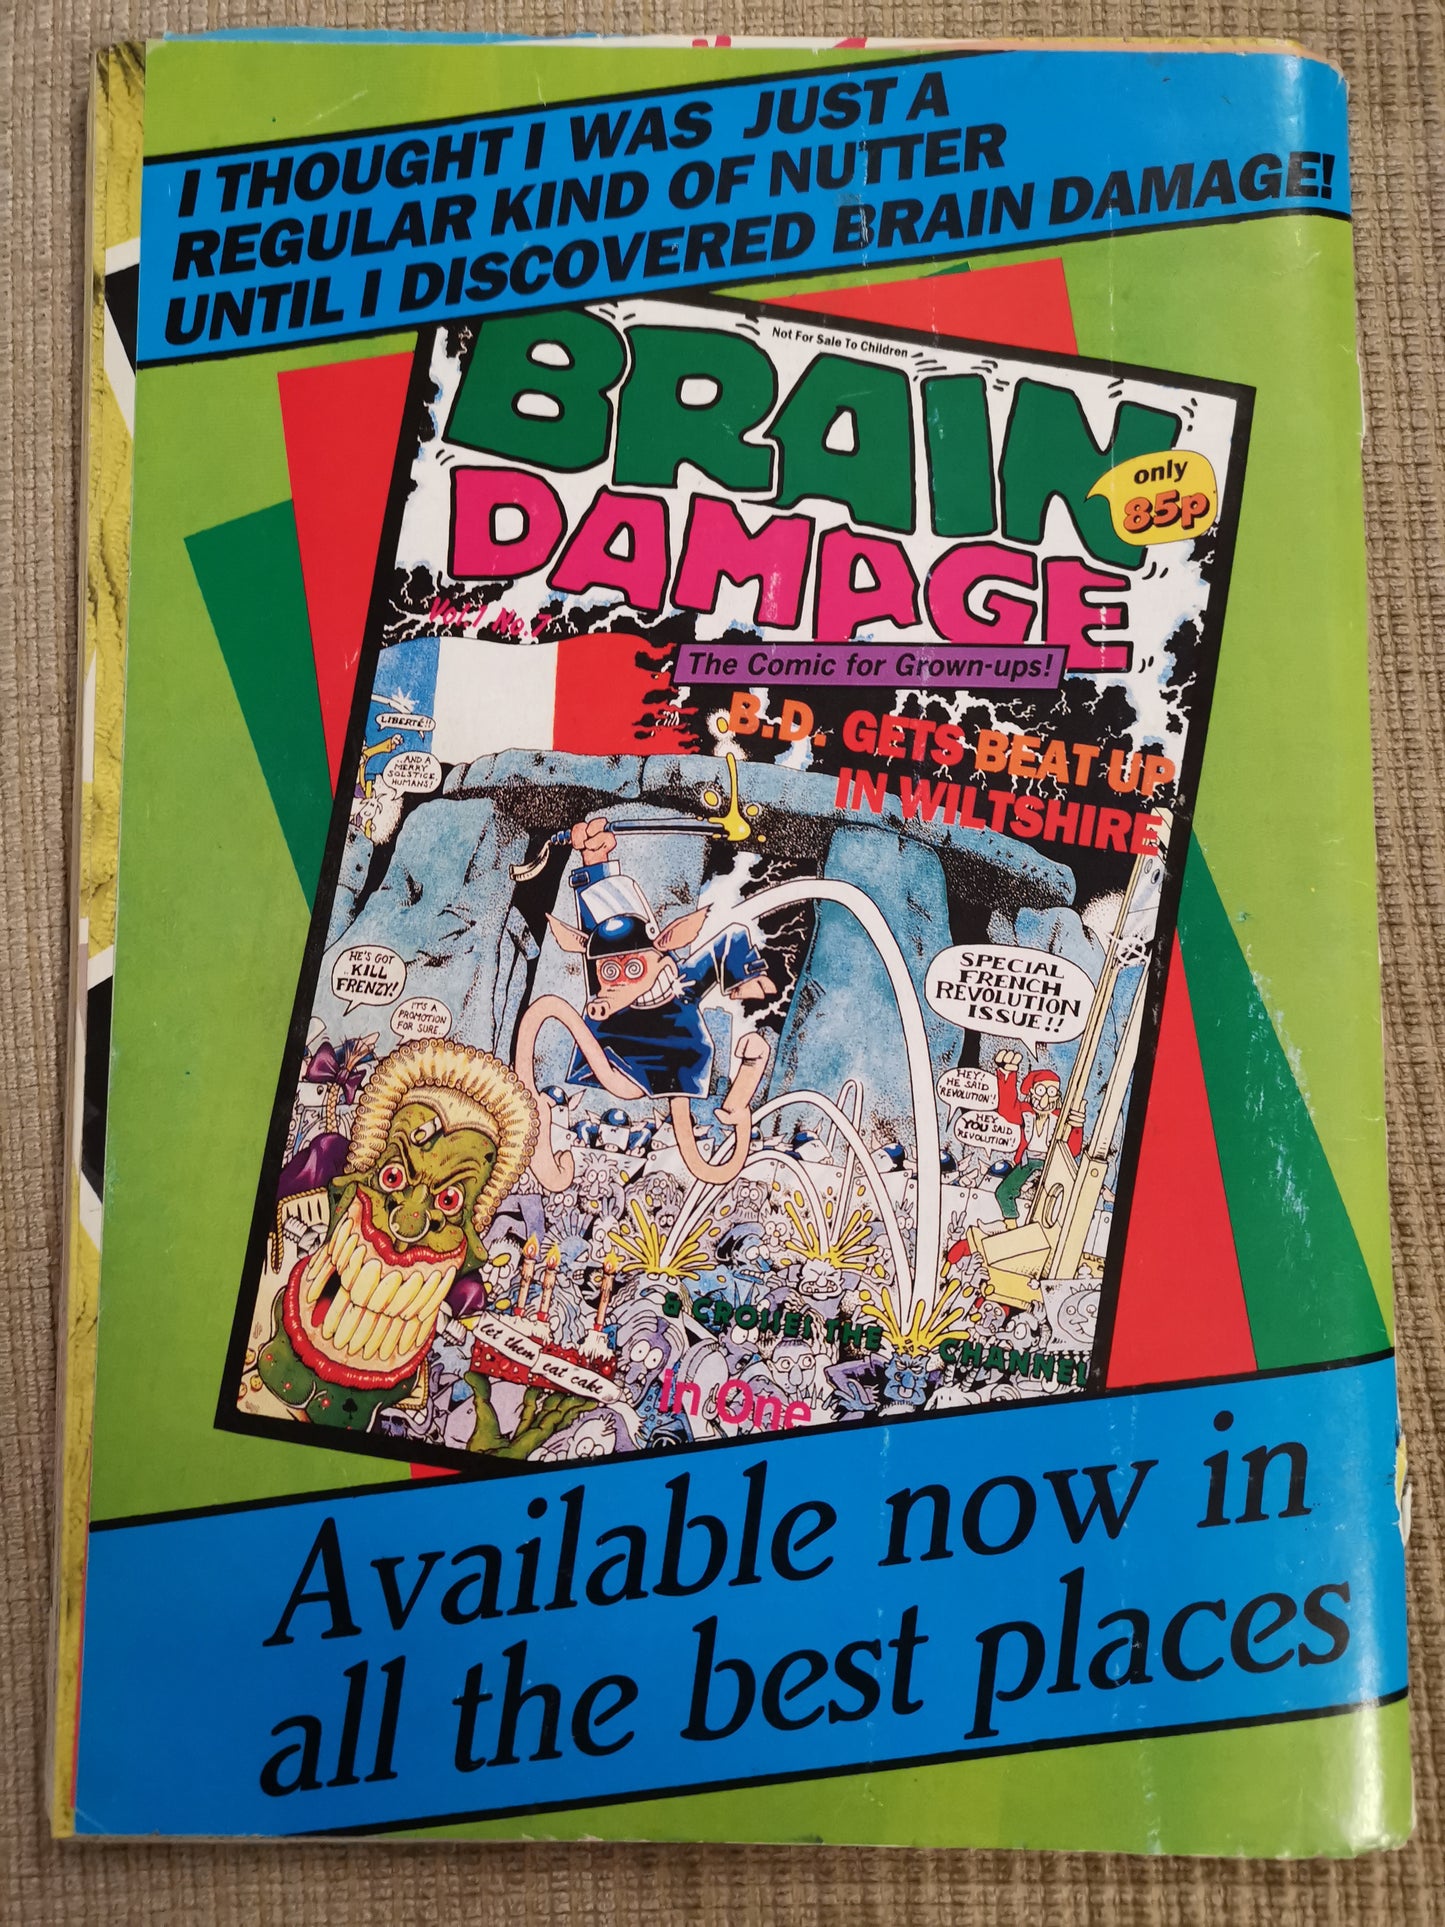 I THOUGHT I WAS JUST A
REGULAR KIND OF NUTTER
UNTIL I DISCOVERED BRAIN DAMAGE!
Not For Sale To Children
BRAIN
only
85p
DAMAGE
Vol.1 No.7
The Comic for Grown-ups!
B.D. GETS BEAT UP
IN WILTSHIRE
LIBERTÉ!!
..AND A
MERRY
SOLSTICE,
HUMANS!
HE'S GOT
..KILL
FRENZY!
IT'S A
PROMOTION
FOR SURE..
SPECIAL
FRENCH
REVOLUTION
ISSUE!!
HEY!
HE SAID
'REVOLUTION'!
HEY
YOU SAID
'REVOLUTION'!
& CROSSES THE CHANNEL
let them eat cake
in One
Available now in
all the best places